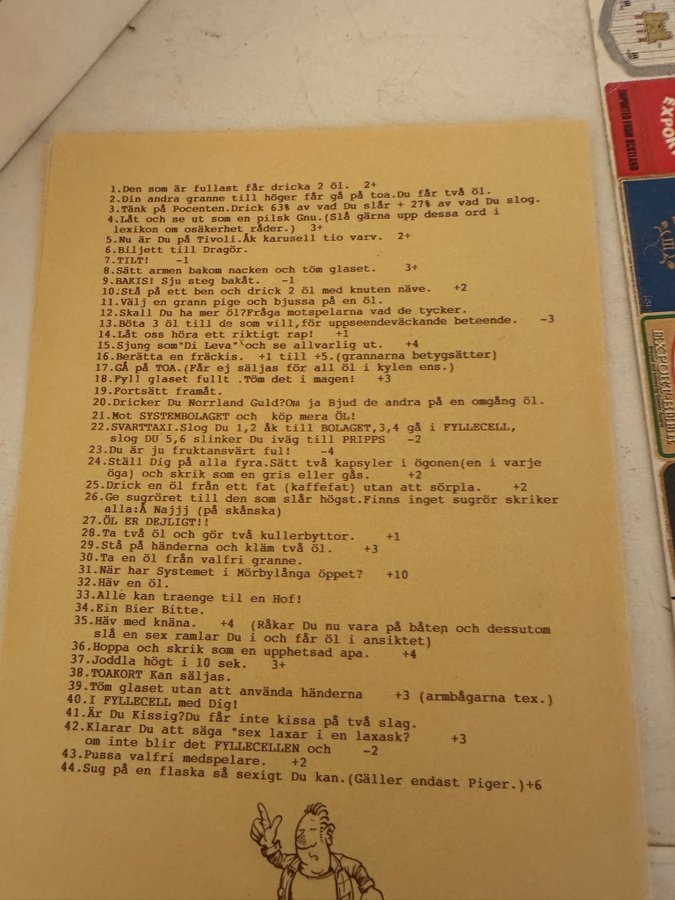 1.Den som är fullast får dricka 2 öl. 2+
2.Din andra granne till höger får gå på toa.Du får två öl.
3.Tänk på Pocenten.Drick 63% av vad Du slår + 27% av vad Du slog.
4.Låt och se ut som en pilsk Gnu.(Slå gärna upp dessa ord i
lexikon om osäkerhet råder.) 3+
5.Nu är Du på Tivoli.Åk karusell tio varv. 2+
6.Biljett till Dragör.
7.TILT! -1
8.Sätt armen bakom nacken och töm glaset. 3+
9.BAKIS! Sju steg bakåt. -1
10.Stå på ett ben och drick 2 öl med knuten näve. +2
11.Välj en grann pige och bjussa på en öl.
12.Skall Du ha mer öl?Fråga motspelarna vad de tycker.
13.Böta 3 öl till de som vill,för uppseendeväckande beteende. -3
14.Låt oss höra ett riktigt rap! +1
15.Sjung som"Di Leva"och se allvarlig ut. +4
16.Berätta en fräckis. +1 till +5.(grannarna betygsätter)
17.Gå på TOA.(Får ej säljas för all öl i kylen ens.)
18.Fyll glaset fullt .Töm det i magen! +3
19.Fortsätt framåt.
20.Dricker Du Norrland Guld?Om ja Bjud de andra på en omgång öl.
21.Mot SYSTEMBOLAGET och köp mera ÖL!
22.SVARTTAXI.Slog Du 1,2 åk till BOLAGET,3,4 gå i FYLLECELL,
slog DU 5,6 slinker Du iväg till PRIPPS -2
23.Du är ju fruktansvärt ful! -4
24.Ställ Dig på alla fyra.Sätt två kapsyler i ögonen(en i varje
öga) och skrik som en gris eller gås. +2
25.Drick en öl från ett fat (kaffefat) utan att sörpla. +2
26.Ge sugröret till den som slår högst.Finns inget sugrör skriker
alla:Å Najjj (på skånska)
27.ÖL ER DEJLIGT!!
28.Ta två öl och gör två kullerbyttor. +1
29.Stå på händerna och kläm två öl. +3
30.Ta en öl från valfri granne.
31.När har Systemet i Mörbylånga öppet? +10
32.Häv en öl.
33.Alle kan traenge til en Hof!
34.Ein Bier Bitte.
35.Häv med knäna. +4 (Råkar Du nu vara på båten och dessutom
slå en sex ramlar Du i och får öl i ansiktet)
36.Hoppa och skrik som en upphetsad apa. +4
37.Joddla högt i 10 sek. 3+
38.TOAKORT Kan säljas.
39.Töm glaset utan att använda händerna +3 (armbågarna tex.)
40.I FYLLECELL med Dig!
41.Är Du Kissig?Du får inte kissa på två slag.
42.Klarar Du att säga "sex laxar i en laxask? +3
om inte blir det FYLLECELLEN och -2
43.Pussa valfri medspelare. +2
44.Sug på en flaska så sexigt Du kan.(Gäller endast Piger.)+6
IMPORTED FROM SCOTLAND
EXPORT